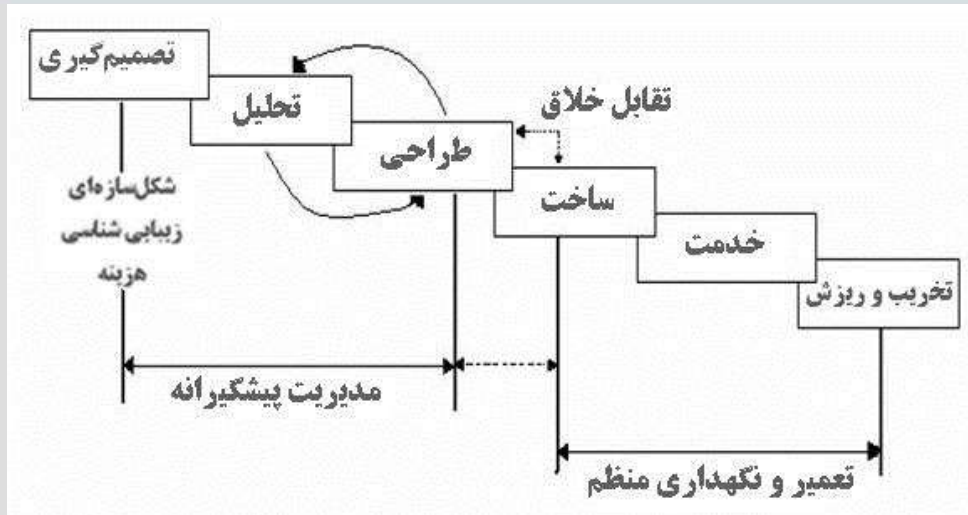 تصمیم‌گیری
تحلیل
تقابل خلاق
طراحی
ساخت
شکل‌سازه‌ای
زیبایی شناسی
هزینه
خدمت
تخریب و ریزش
مدیریت پیشگیرانه
تعمیر و نگهداری منظم